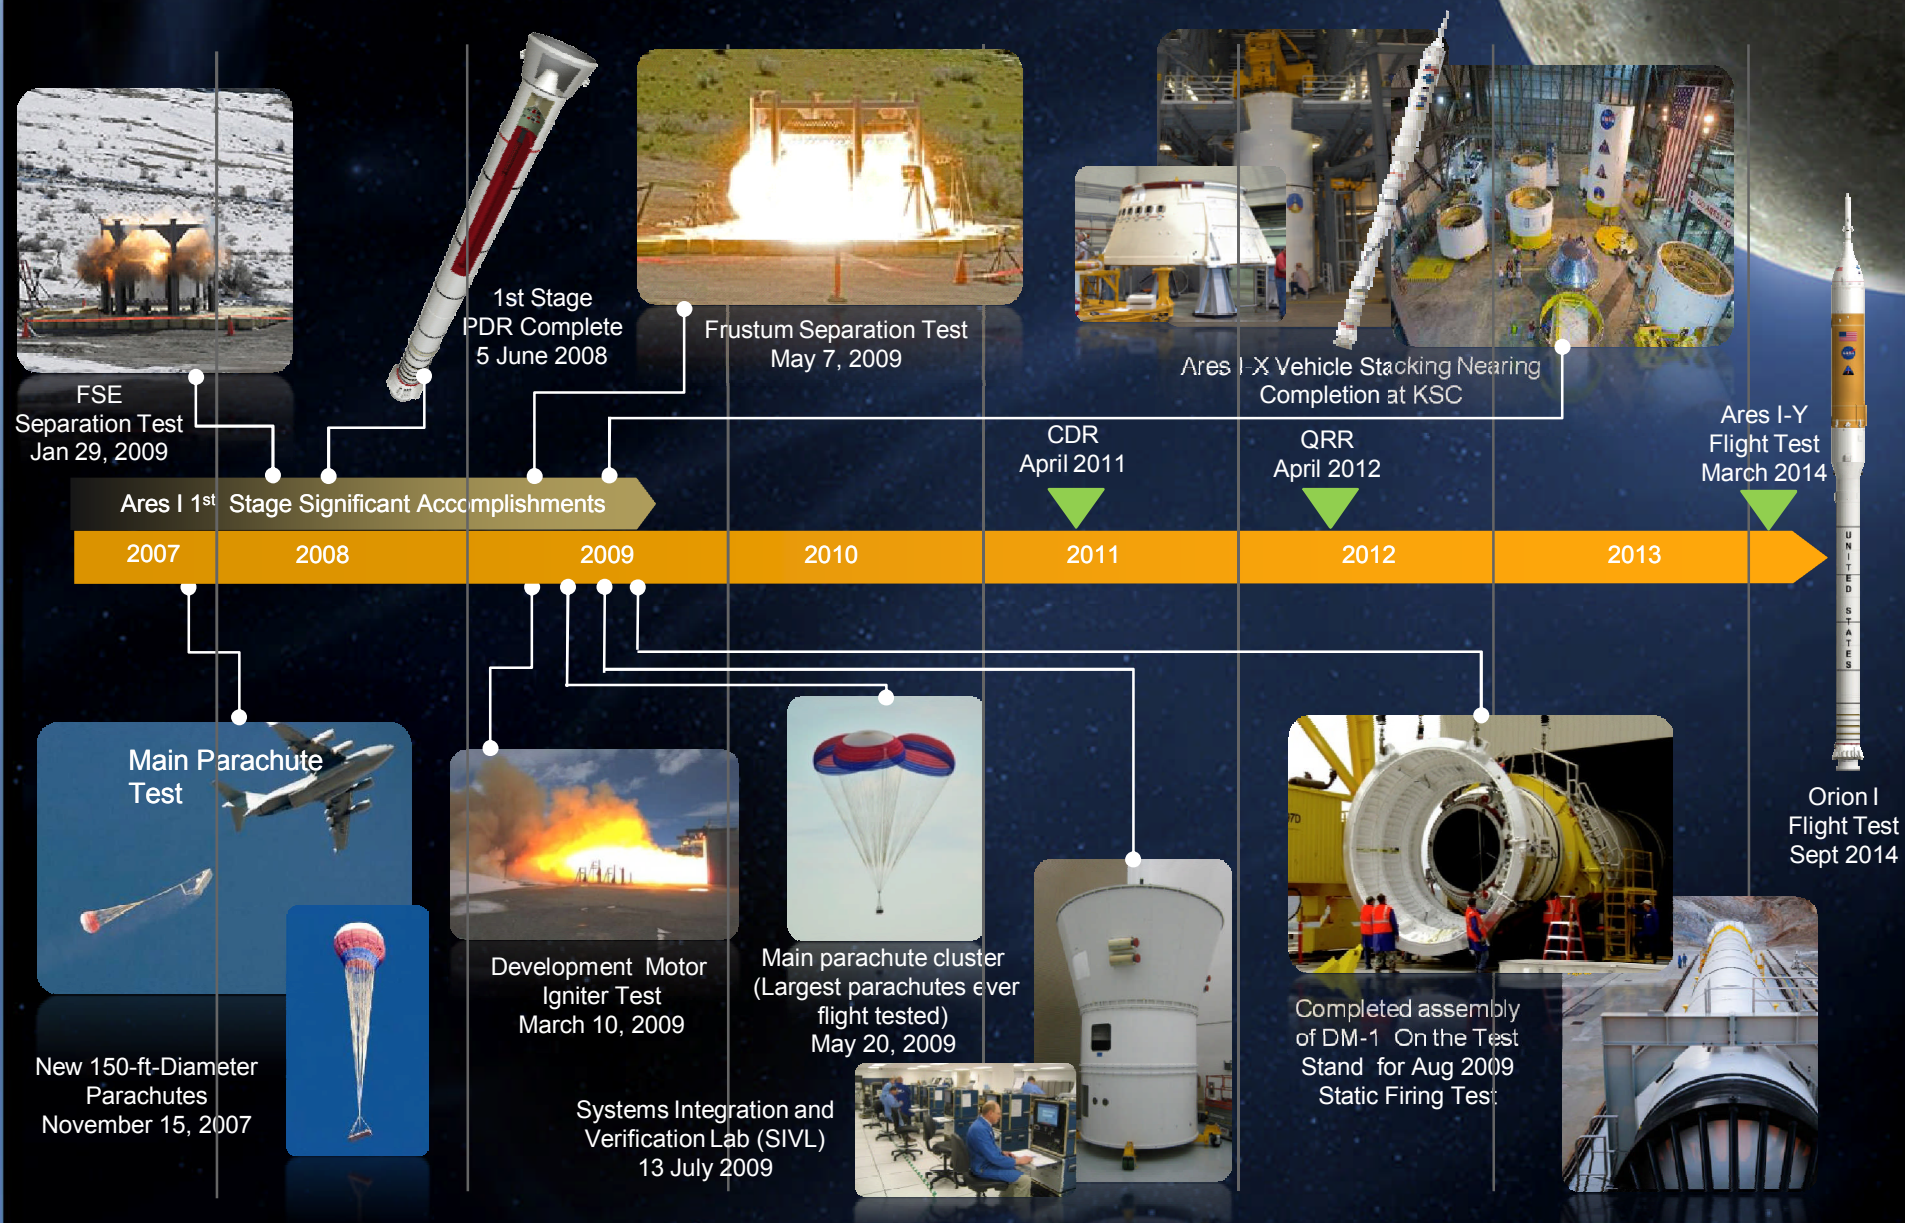 1st Stage
PDR Complete
5 June 2008
Frustum Separation Test
May 7, 2009
Ares I-X Vehicle Stacking Nearing
Completion at KSC
FSE
Separation Test
Jan 29, 2009
CDR
April 2011
QRR
April 2012
Ares I-Y
Flight Test
March 2014
Ares I 1st Stage Significant Accomplishments
2007
2008
2009
2010
2011
2012
2013
UNITED STATES
Main Parachute
Test
New 150-ft-Diameter
Parachutes
November 15, 2007
Development Motor
Igniter Test
March 10, 2009
Main parachute cluster
(Largest parachutes ever
flight tested)
May 20, 2009
Systems Integration and
Verification Lab (SIVL)
13 July 2009
Completed assembly
of DM-1 On the Test
Stand for Aug 2009
Static Firing Test
Orion I
Flight Test
Sept 2014